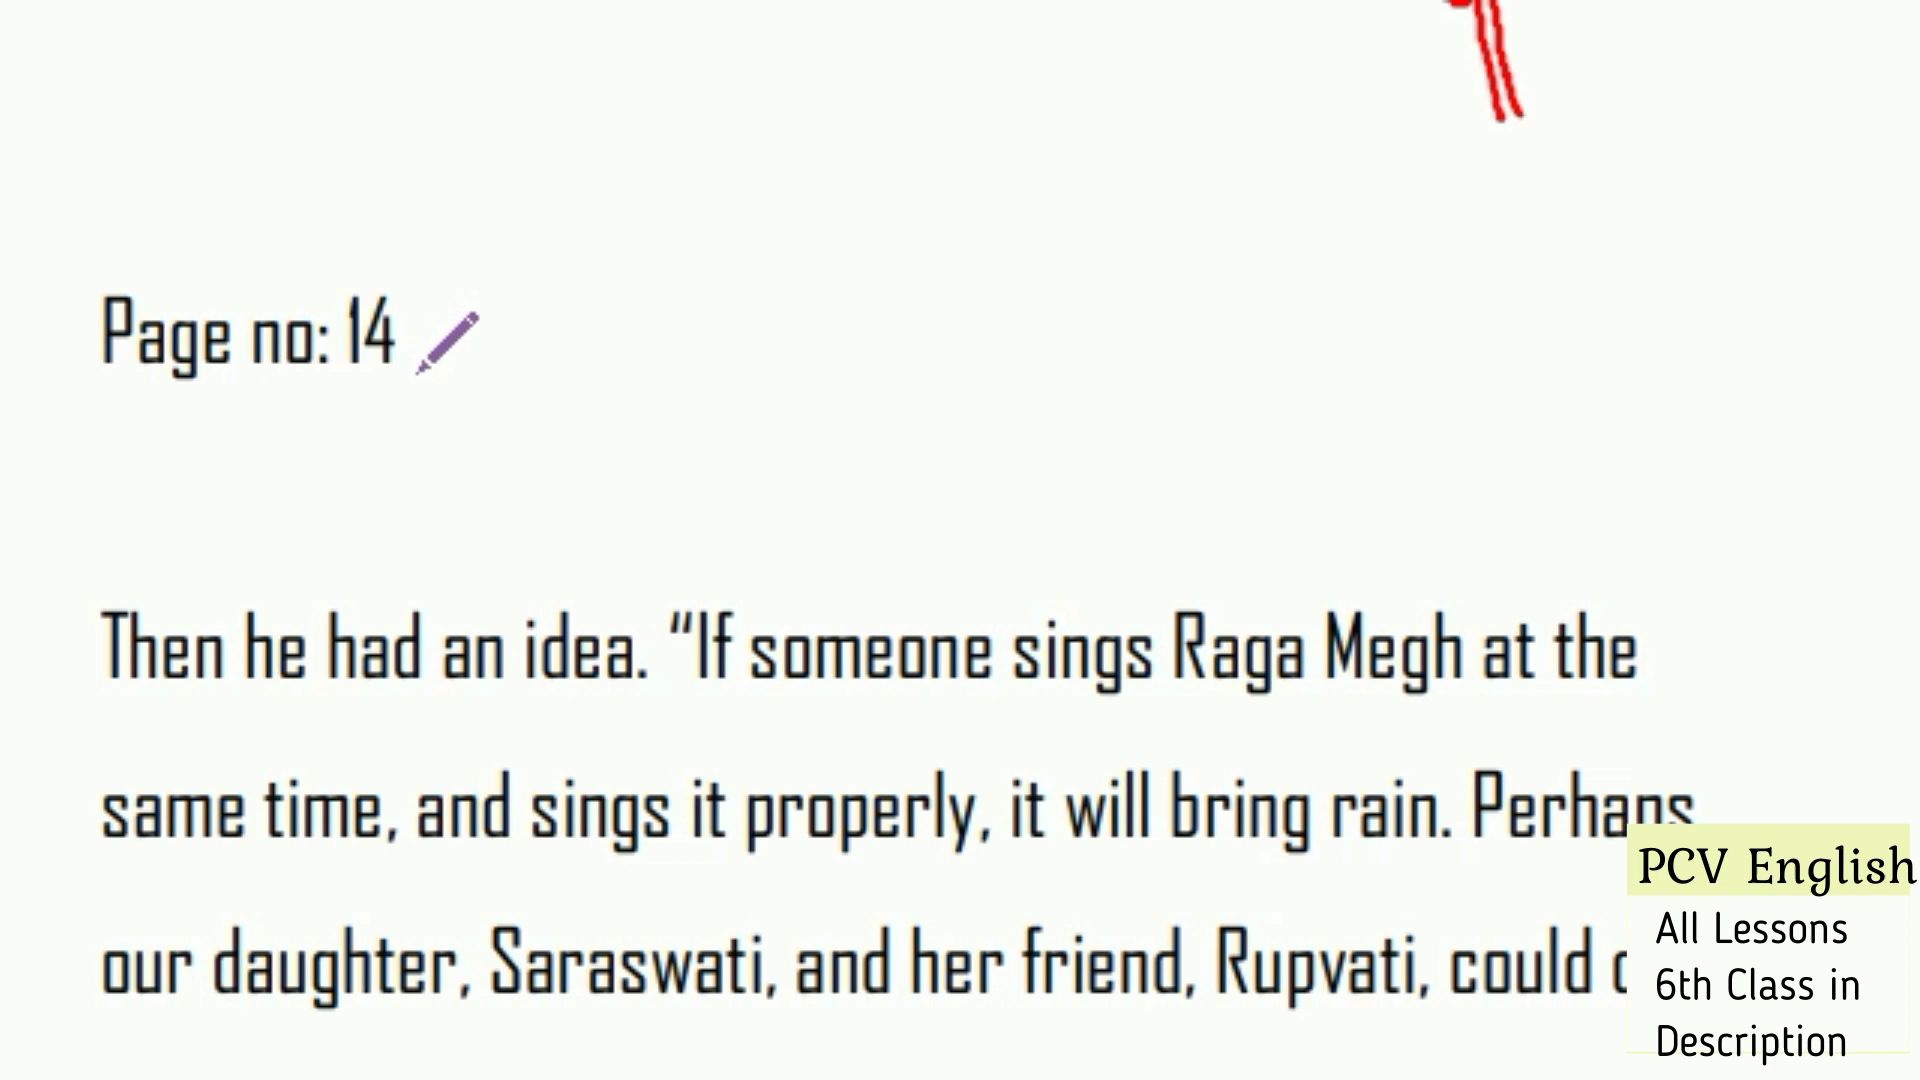 Page no: 14
Then he had an idea. “If someone sings Raga Megh at the
same time, and sings it properly, it will bring rain. Perhaps
our daughter, Saraswati, and her friend, Rupvati, could
PCV English
All Lessons
6th Class in
Description